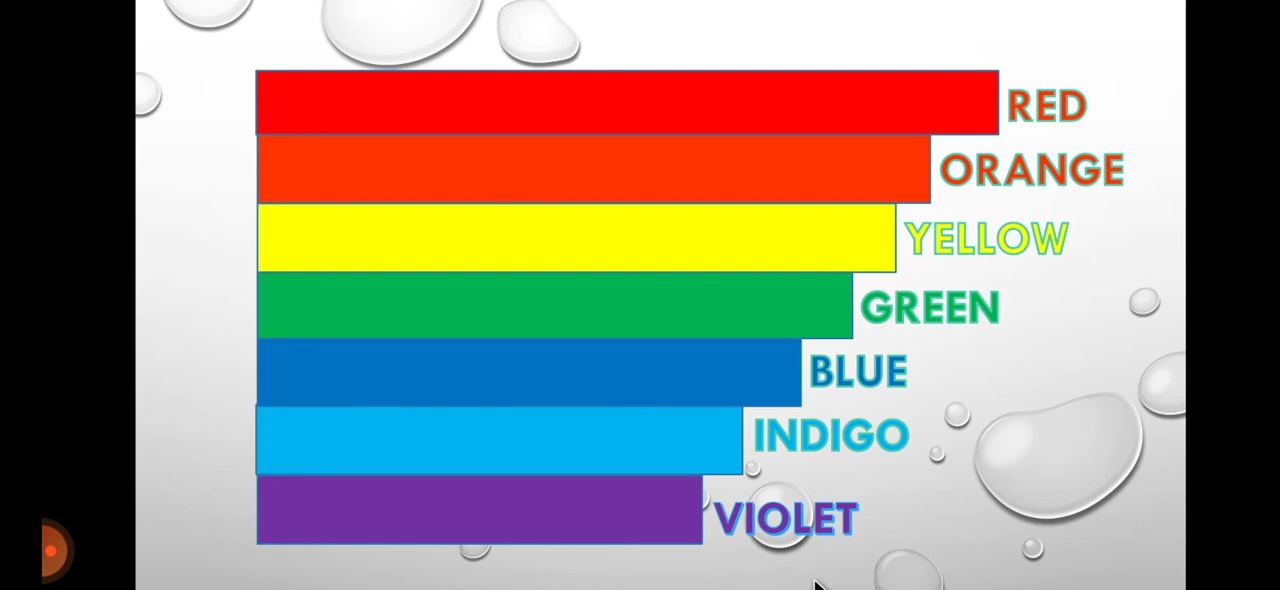 RED
ORANGE
YELLOW
GREEN
BLUE
INDIGO
VIOLET